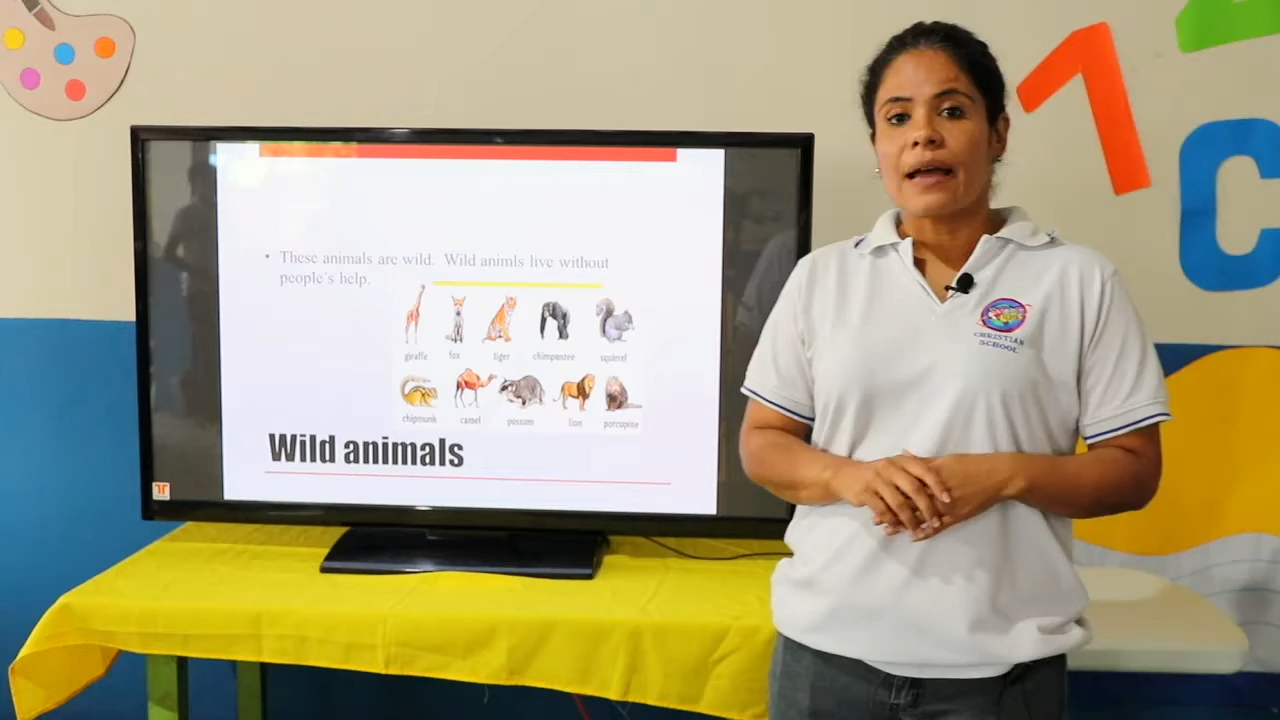 • These animals are wild. Wild animls live without
people's help.
giraffe fox tiger chimpanzee squirrel
chipmunk camel possum lion porcupine
Wild animals
1
C
CHRISTIAN
SCHOOL